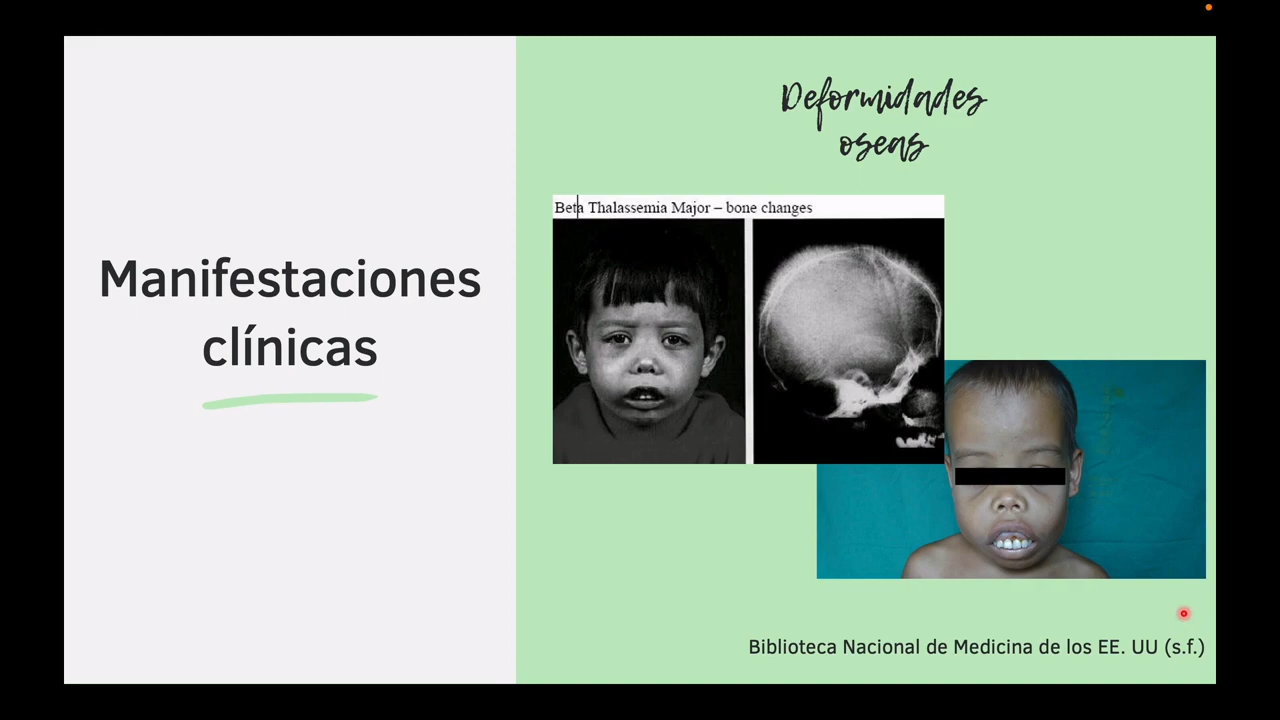 Manifestaciones
clínicas
Deformidades
oseas
Beta Thalassemia Major – bone changes
Biblioteca Nacional de Medicina de los EE. UU (s.f.)